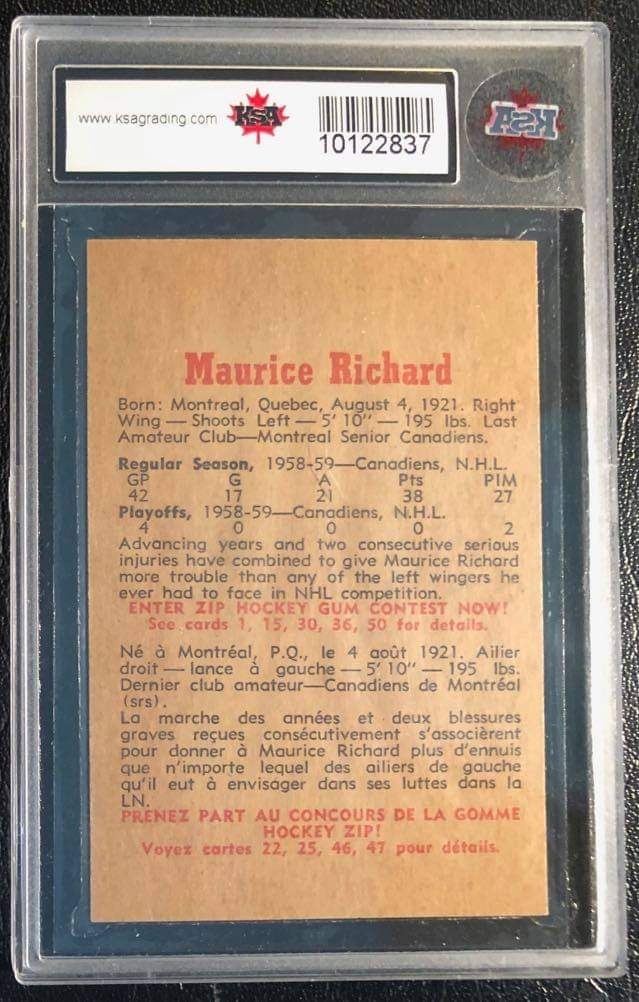 www.ksagrading.com KSA
10122837
KSA
Maurice Richard
Born: Montreal, Quebec, August 4, 1921. Right
Wing — Shoots Left — 5' 10" — 195 lbs. Last
Amateur Club—Montreal Senior Canadiens.
Regular Season, 1958-59—Canadiens, N.H.L.
GP G A Pts PIM
42 17 21 38 27
Playoffs, 1958-59—Canadiens, N.H.L.
4 0 0 0 2
Advancing years and two consecutive serious
injuries have combined to give Maurice Richard
more trouble than any of the left wingers he
ever had to face in NHL competition.
ENTER ZIP HOCKEY GUM CONTEST NOW!
See cards 1, 15, 30, 36, 50 for details.
Né à Montréal, P.Q., le 4 août 1921. Ailier
droit — lance à gauche — 5' 10" — 195 lbs.
Dernier club amateur—Canadiens de Montréal
(srs).
La marche des années et deux blessures
graves reçues consécutivement s'associèrent
pour donner à Maurice Richard plus d'ennuis
que n'importe lequel des ailiers de gauche
qu'il eut à envisager dans ses luttes dans la
LN.
PRENEZ PART AU CONCOURS DE LA GOMME
HOCKEY ZIP!
Voyez cartes 22, 25, 46, 47 pour détails.